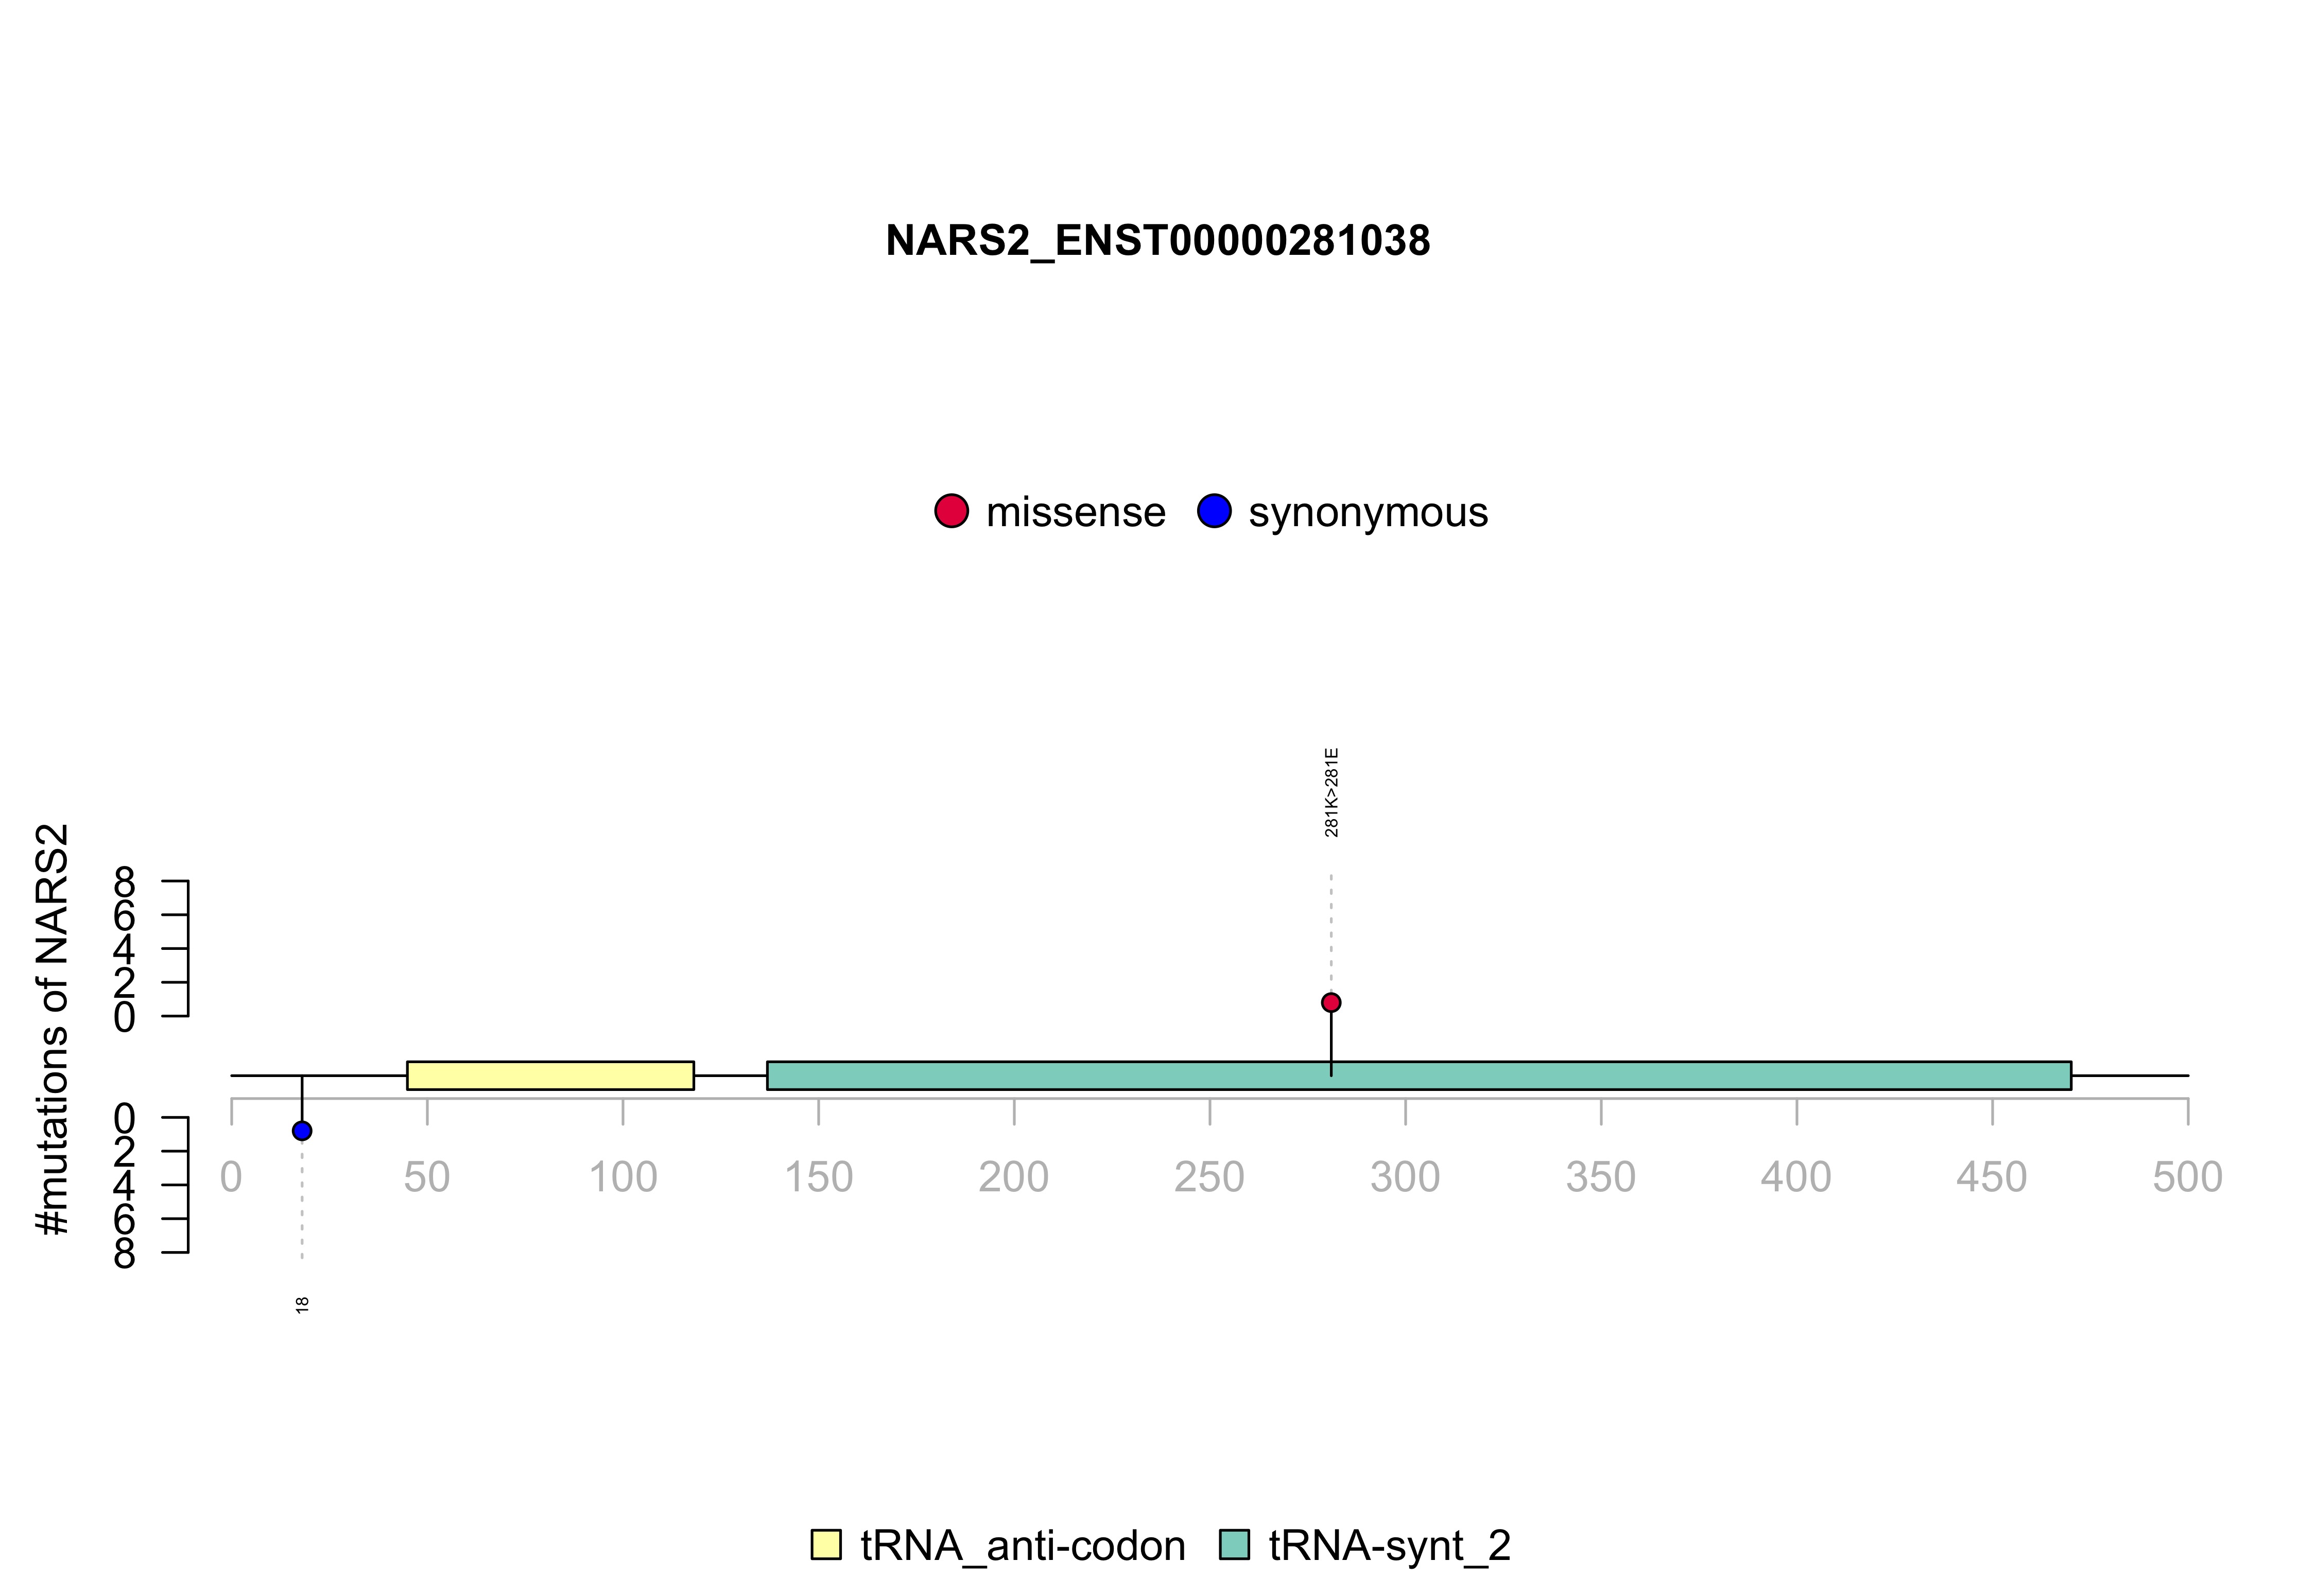 NARS2_ENST00000281038
missense synonymous
281K>281E
#mutations of NARS2
8
6
4
2
0
0
2
4
6
8
0 50 100 150 200 250 300 350 400 450 500
18
tRNA_anti-codon tRNA-synt_2